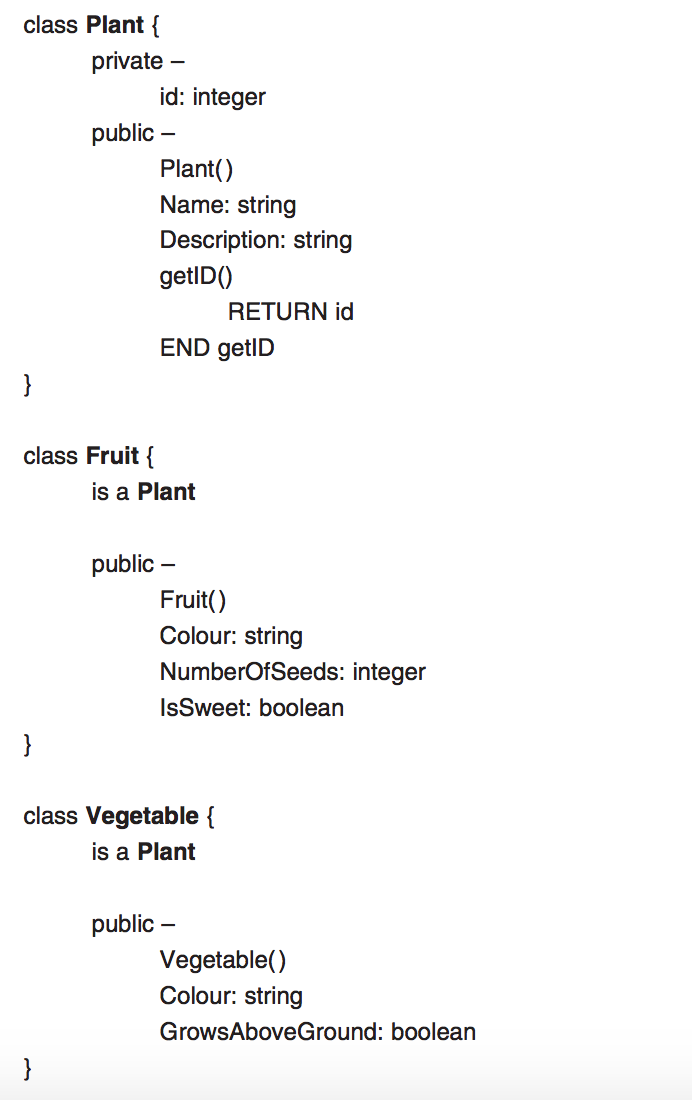 class Plant {
private –
id: integer
public –
Plant()
Name: string
Description: string
getID()
RETURN id
END getID
}
class Fruit {
is a Plant
public –
Fruit()
Colour: string
NumberOfSeeds: integer
IsSweet: boolean
}
class Vegetable {
is a Plant
public –
Vegetable()
Colour: string
GrowsAboveGround: boolean
}